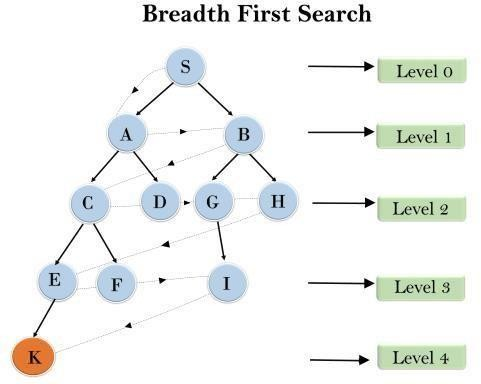 Breadth First Search
S
Level 0
A
B
Level 1
C
D
G
H
Level 2
E
F
I
Level 3
K
Level 4